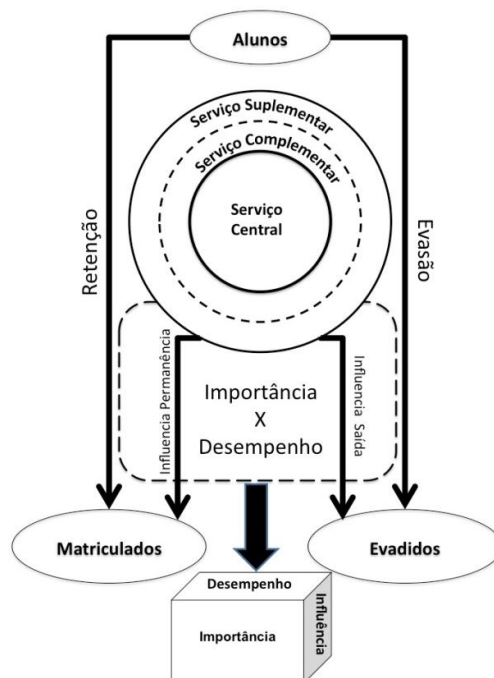 Alunos
Serviço Suplementar
Serviço Complementar
Serviço
Central
Retenção
Evasão
Influencia Permanência
Influencia Saída
Importância
X
Desempenho
Matriculados
Evadidos
Desempenho
Importância
Influência